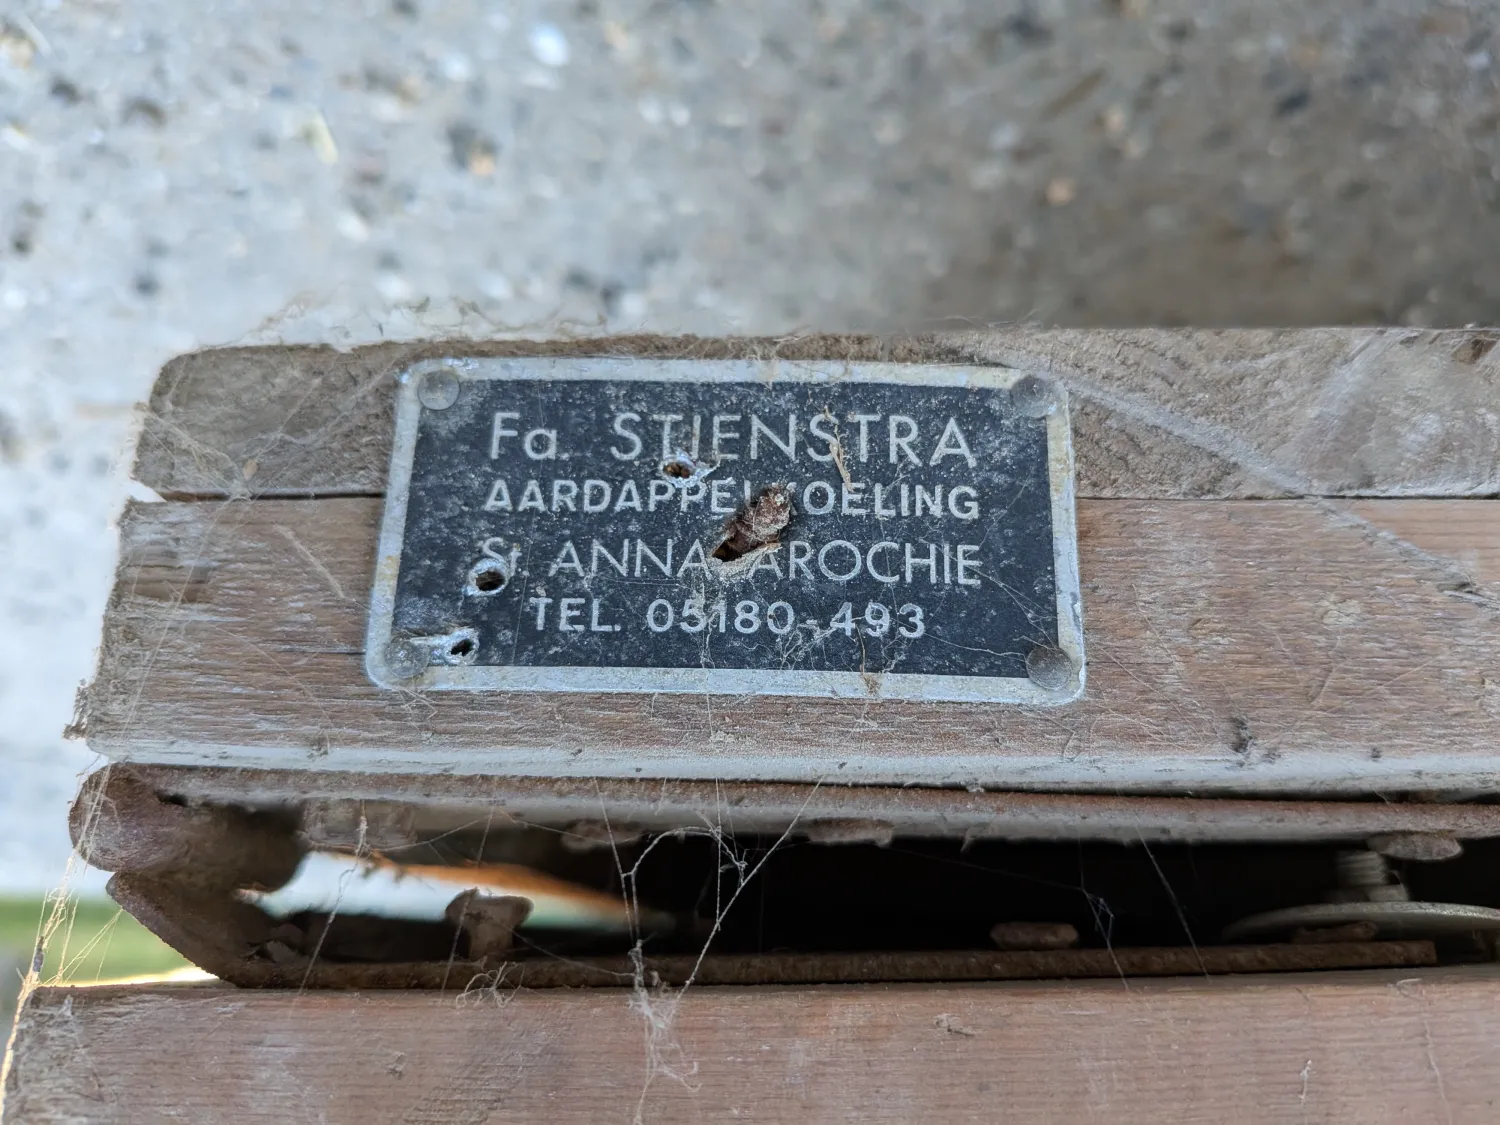 Fa. STIENSTRA
AARDAPPELKOELING
St. ANNAPAROCHIE
TEL. 05180-493